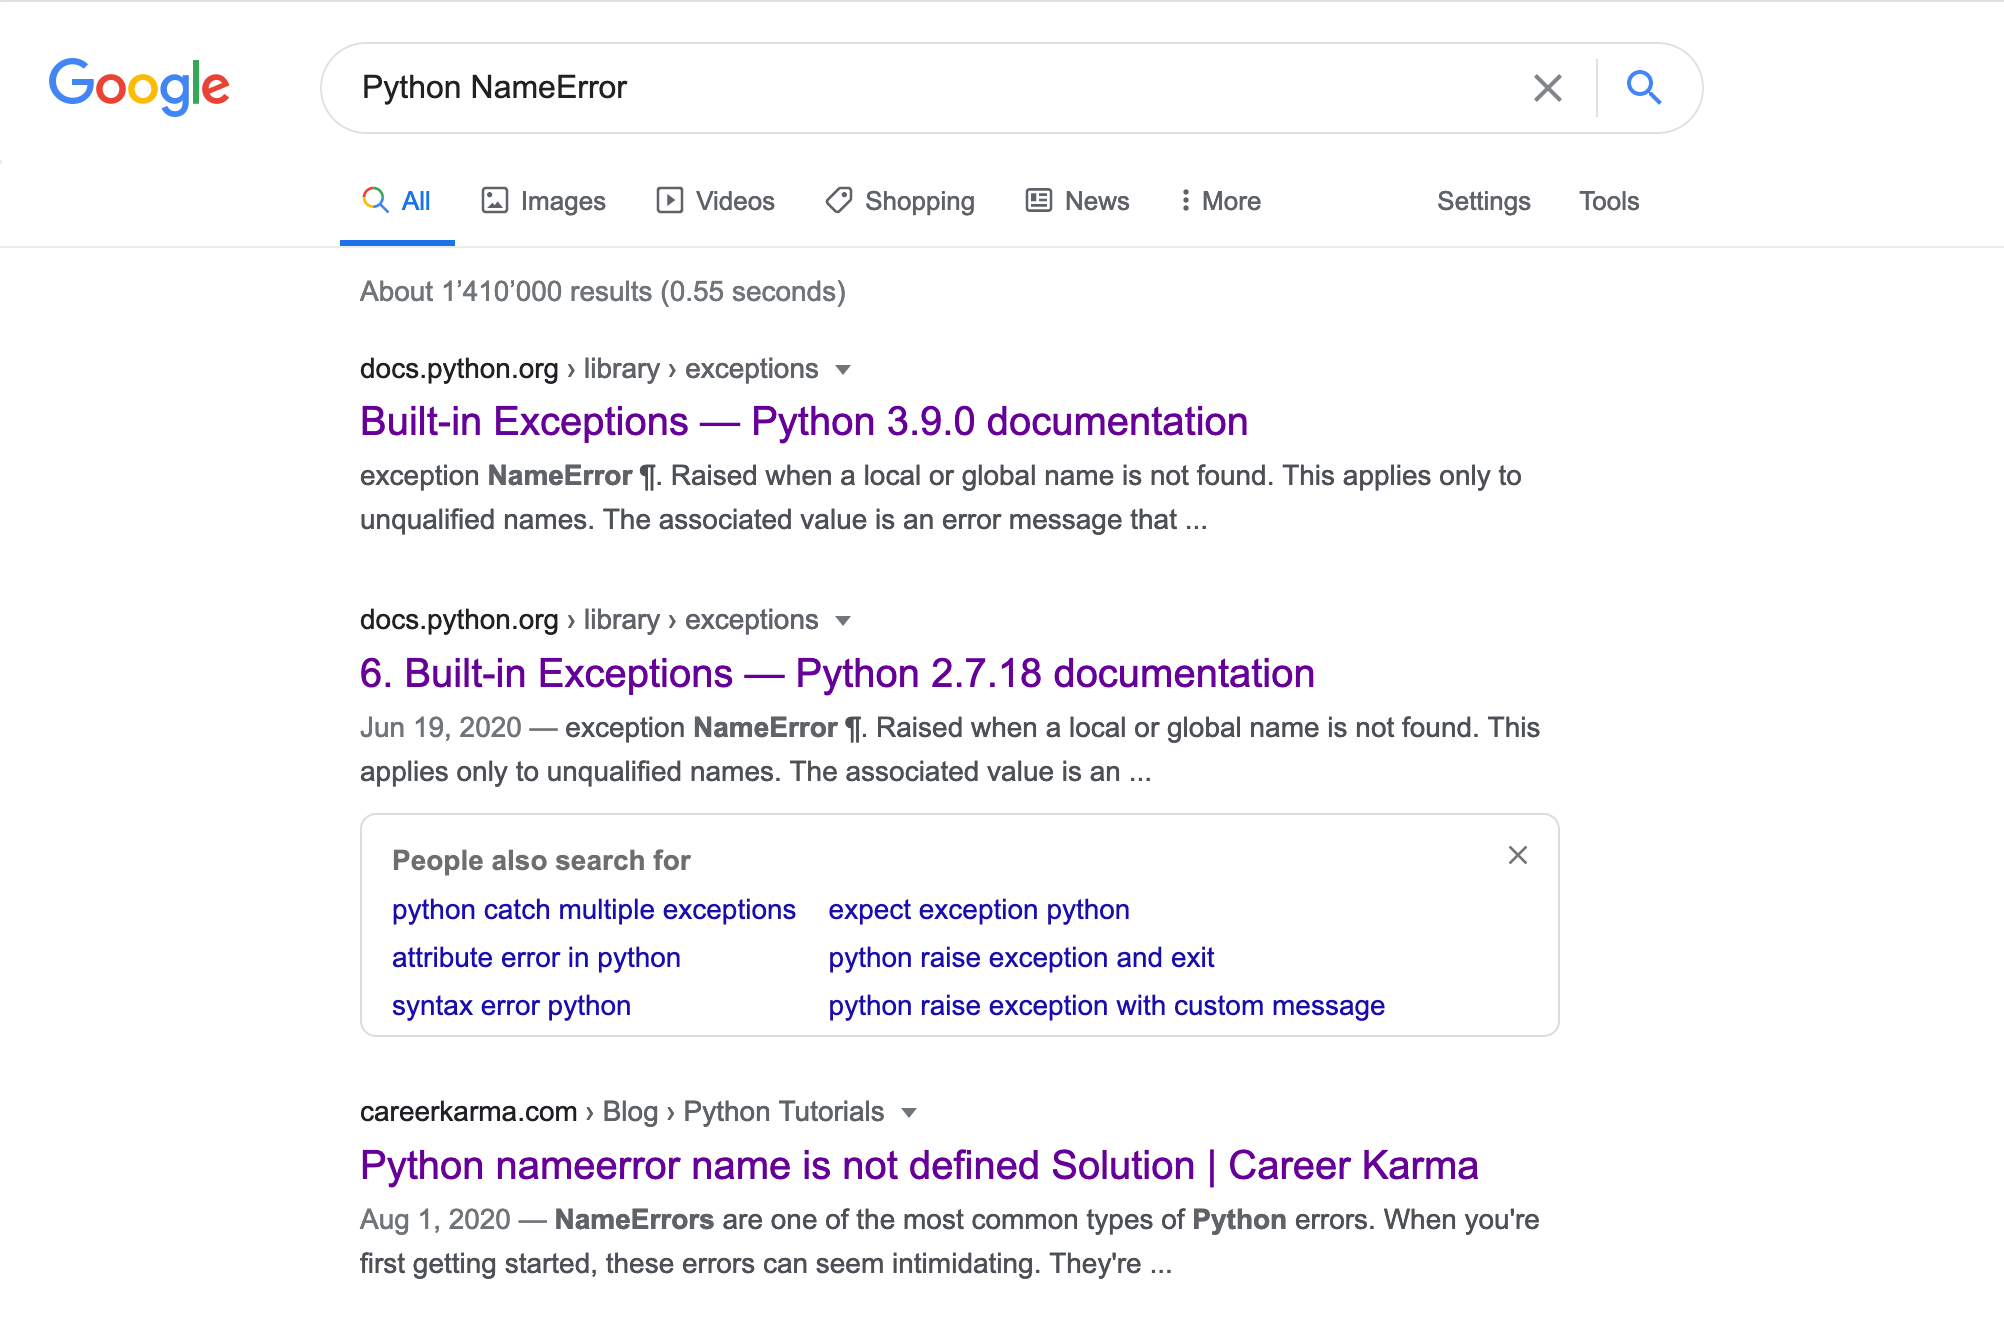 Google
Python NameError
All Images Videos Shopping News More Settings Tools
About 1’410’000 results (0.55 seconds)
docs.python.org › library › exceptions
Built-in Exceptions — Python 3.9.0 documentation
exception NameError ¶. Raised when a local or global name is not found. This applies only to
unqualified names. The associated value is an error message that ...
docs.python.org › library › exceptions
6. Built-in Exceptions — Python 2.7.18 documentation
Jun 19, 2020 — exception NameError ¶. Raised when a local or global name is not found. This
applies only to unqualified names. The associated value is an ...
People also search for
python catch multiple exceptions expect exception python
attribute error in python python raise exception and exit
syntax error python python raise exception with custom message
careerkarma.com › Blog › Python Tutorials
Python nameerror name is not defined Solution | Career Karma
Aug 1, 2020 — NameErrors are one of the most common types of Python errors. When you're
first getting started, these errors can seem intimidating. They're ...